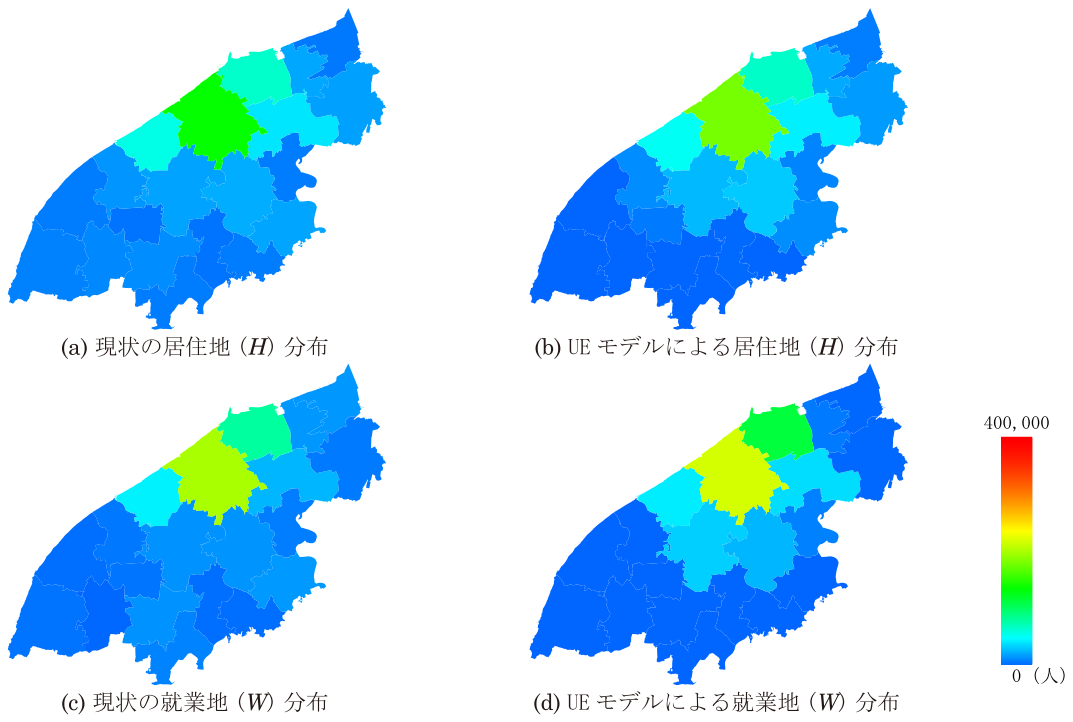 (a) 現状の居住地 (H) 分布
(b) UE モデルによる居住地 (H) 分布
400,000
0 (人)
(c) 現状の就業地 (W) 分布
(d) UE モデルによる就業地 (W) 分布